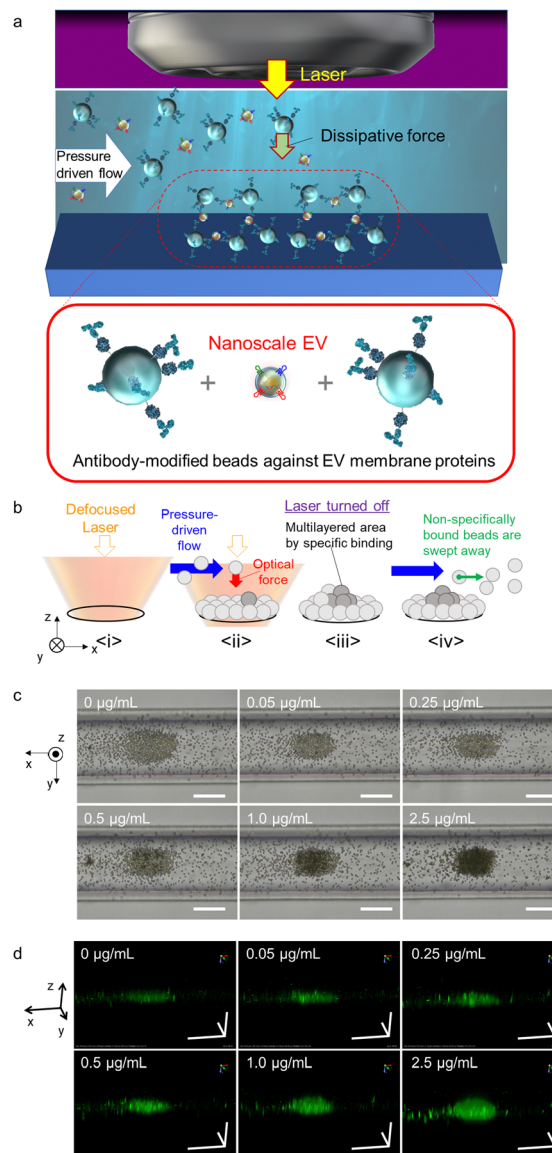 a
Laser
Dissipative force
Pressure
driven flow
Nanoscale EV
+
+
Antibody-modified beads against EV membrane proteins
b
Defocused
Laser
Pressure-
driven
flow
Optical
force
Laser turned off
Multilayered area
by specific binding
Non-specifically
bound beads are
swept away
z
y
x
<i>
<ii>
<iii>
<iv>
c
z
x
y
0 µg/mL
0.05 µg/mL
0.25 µg/mL
0.5 µg/mL
1.0 µg/mL
2.5 µg/mL
d
z
x
y
0 µg/mL
0.05 µg/mL
0.25 µg/mL
0.5 µg/mL
1.0 µg/mL
2.5 µg/mL